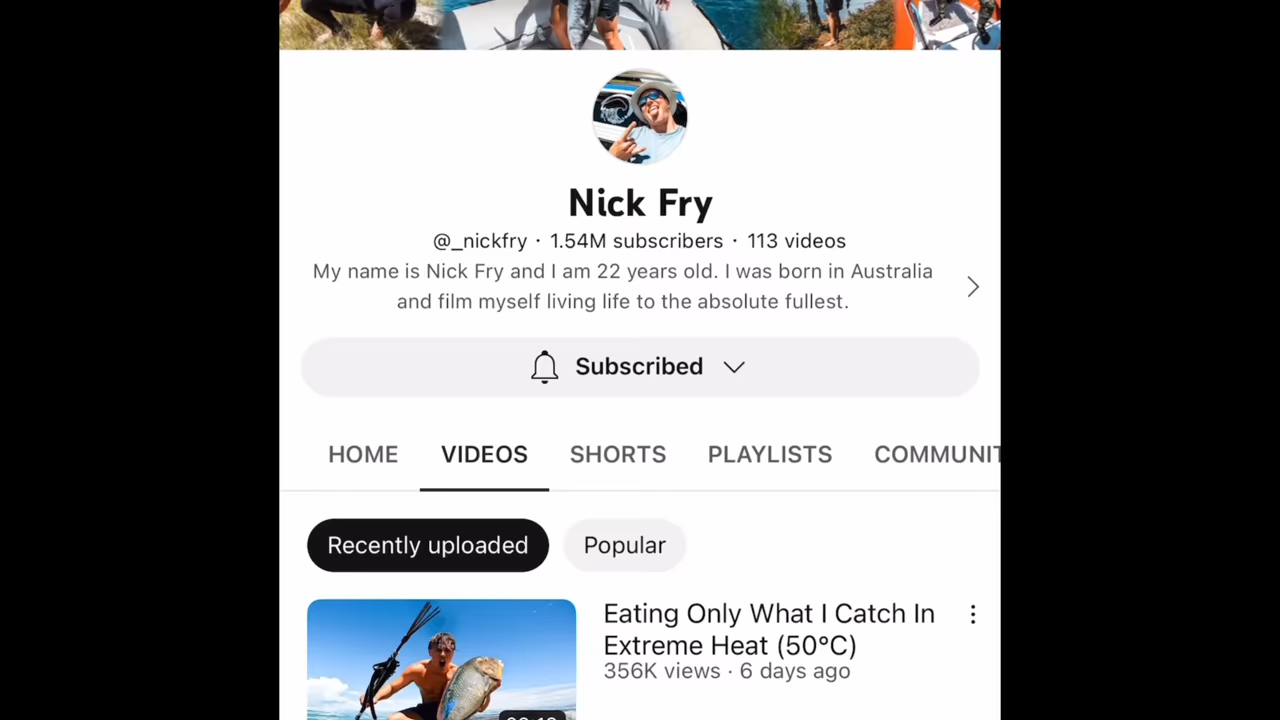 Nick Fry
@_nickfry · 1.54M subscribers · 113 videos
My name is Nick Fry and I am 22 years old. I was born in Australia
and film myself living life to the absolute fullest.
Subscribed
HOME VIDEOS SHORTS PLAYLISTS COMMUNIT
Recently uploaded Popular
Eating Only What I Catch In
Extreme Heat (50°C)
356K views · 6 days ago